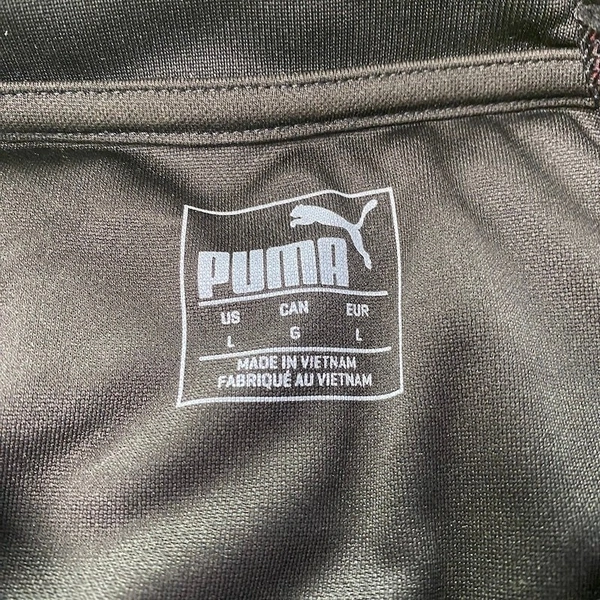 PUMA
US CAN EUR
L G L
MADE IN VIETNAM
FABRIQUÉ AU VIETNAM